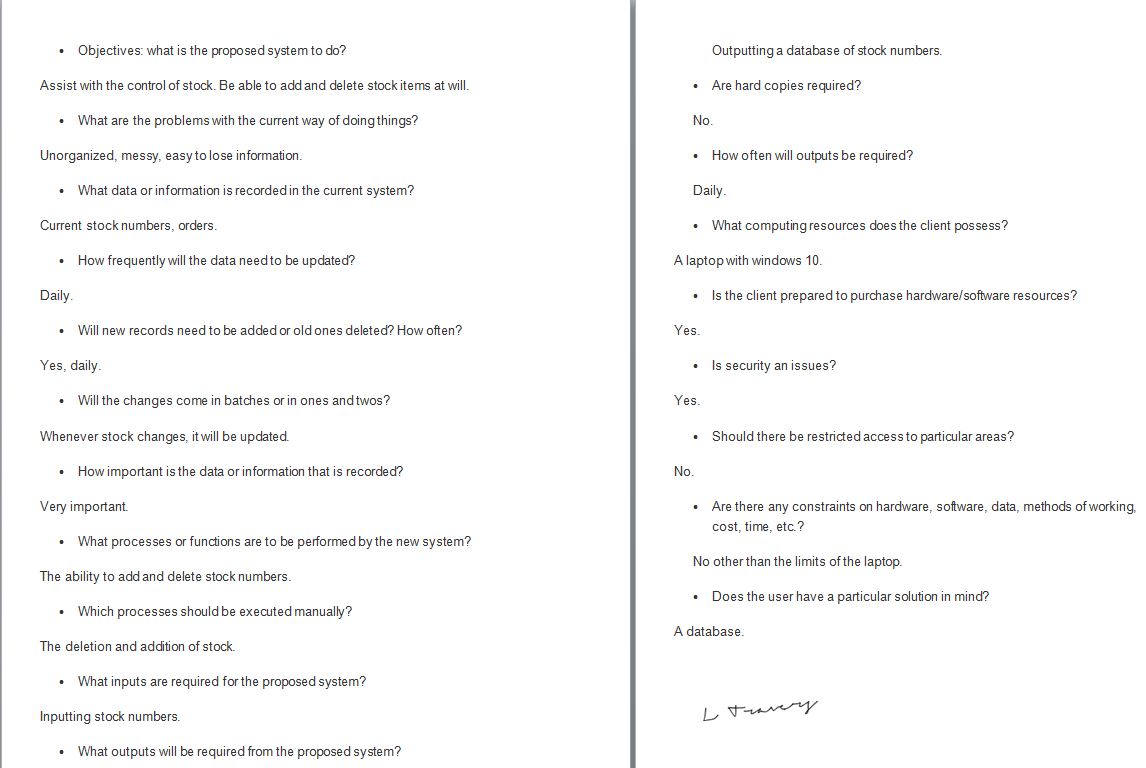 • Objectives: what is the proposed system to do?
Assist with the control of stock. Be able to add and delete stock items at will.
• What are the problems with the current way of doing things?
Unorganized, messy, easy to lose information.
• What data or information is recorded in the current system?
Current stock numbers, orders.
• How frequently will the data need to be updated?
Daily.
• Will new records need to be added or old ones deleted? How often?
Yes, daily.
• Will the changes come in batches or in ones and twos?
Whenever stock changes, it will be updated.
• How important is the data or information that is recorded?
Very important.
• What processes or functions are to be performed by the new system?
The ability to add and delete stock numbers.
• Which processes should be executed manually?
The deletion and addition of stock.
• What inputs are required for the proposed system?
Inputting stock numbers.
• What outputs will be required from the proposed system?
Outputting a database of stock numbers.
• Are hard copies required?
No.
• How often will outputs be required?
Daily.
• What computing resources does the client possess?
A laptop with windows 10.
• Is the client prepared to purchase hardware/software resources?
Yes.
• Is security an issues?
Yes.
• Should there be restricted access to particular areas?
No.
• Are there any constraints on hardware, software, data, methods of working,
cost, time, etc.?
No other than the limits of the laptop.
• Does the user have a particular solution in mind?
A database.
L